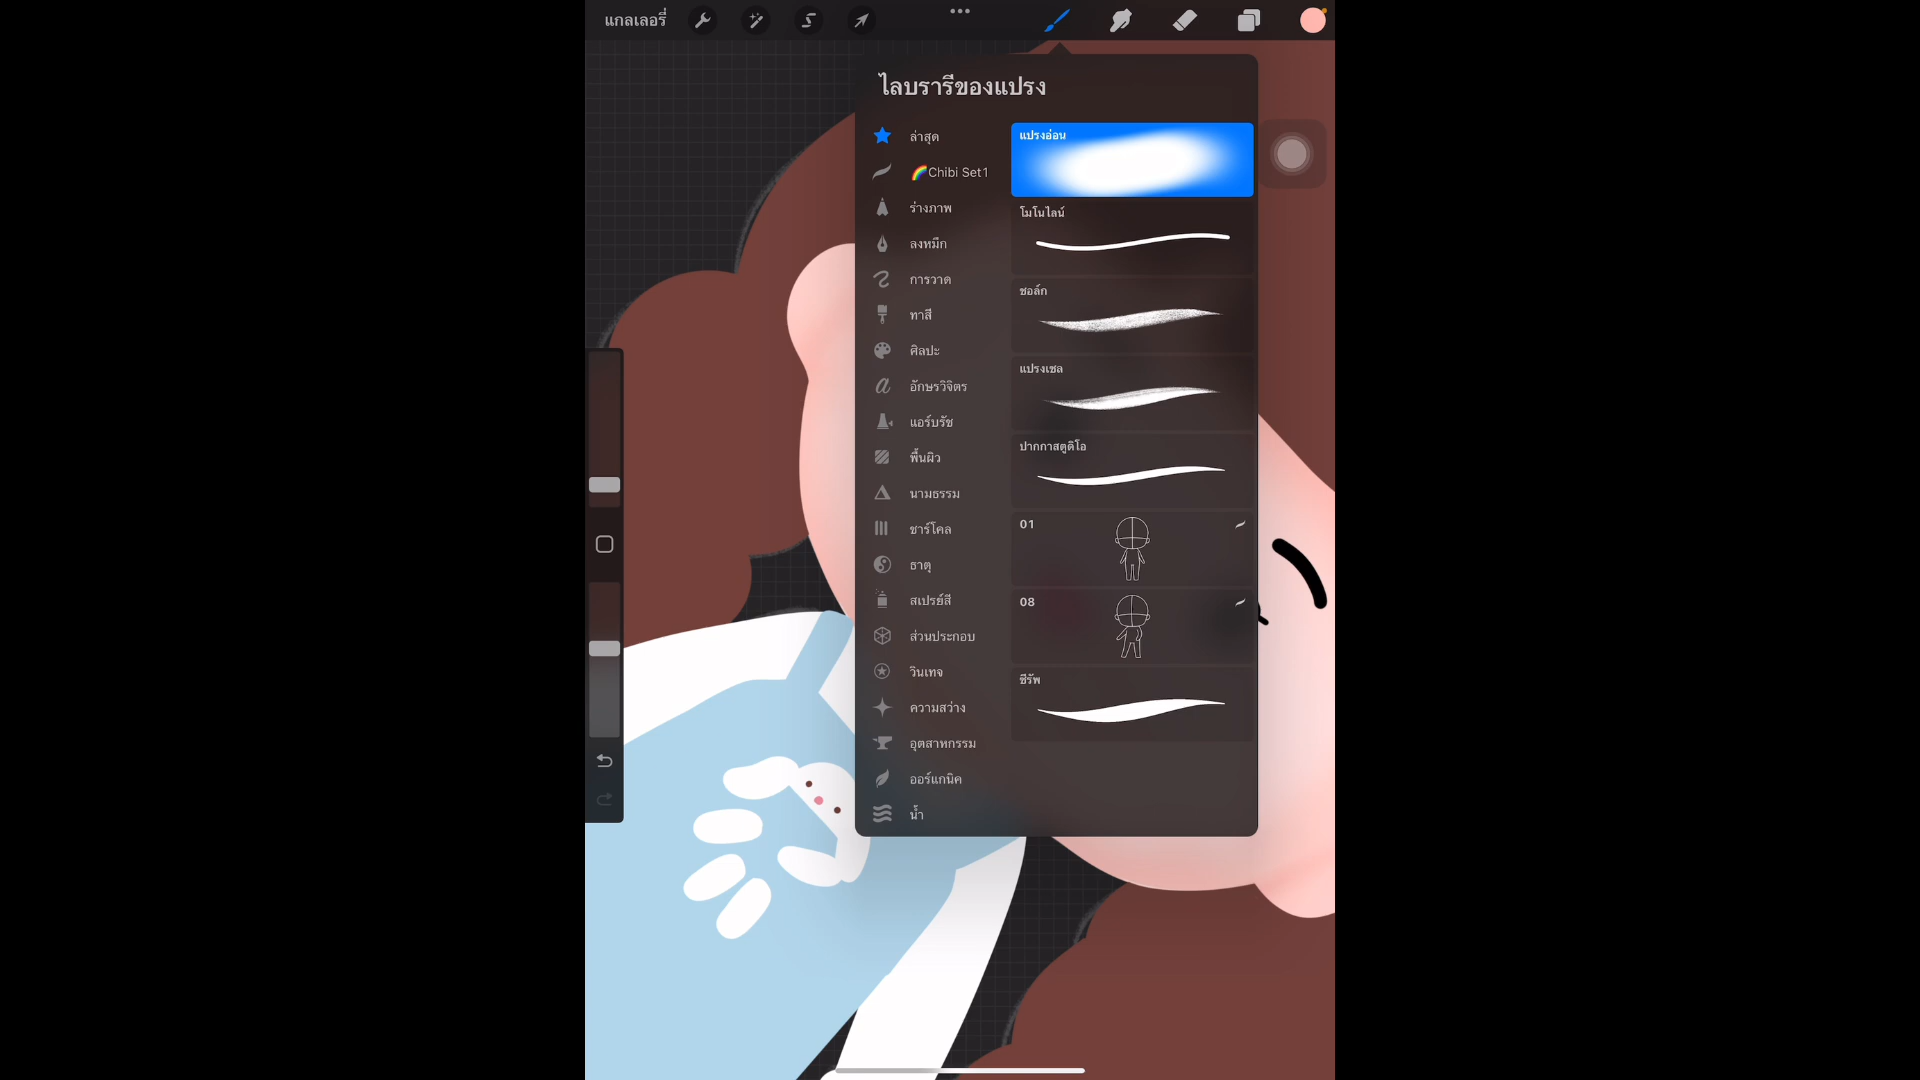 แกลเลอรี่
ไลบรารีของแปรง
ล่าสุด
🌈Chibi Set1
ร่างภาพ
ลงหมึก
การวาด
ทาสี
ศิลปะ
อักษรวิจิตร
แอร์บรัช
พื้นผิว
นามธรรม
ชาร์โคล
ธาตุ
สเปรย์สี
ส่วนประกอบ
วินเทจ
ความสว่าง
อุตสาหกรรม
ออร์แกนิค
น้ำ
แปรงอ่อน
โมโนไลน์
ชอล์ก
แปรงเชล
ปากกาสตูดิโอ
01
08
ซีรัพ